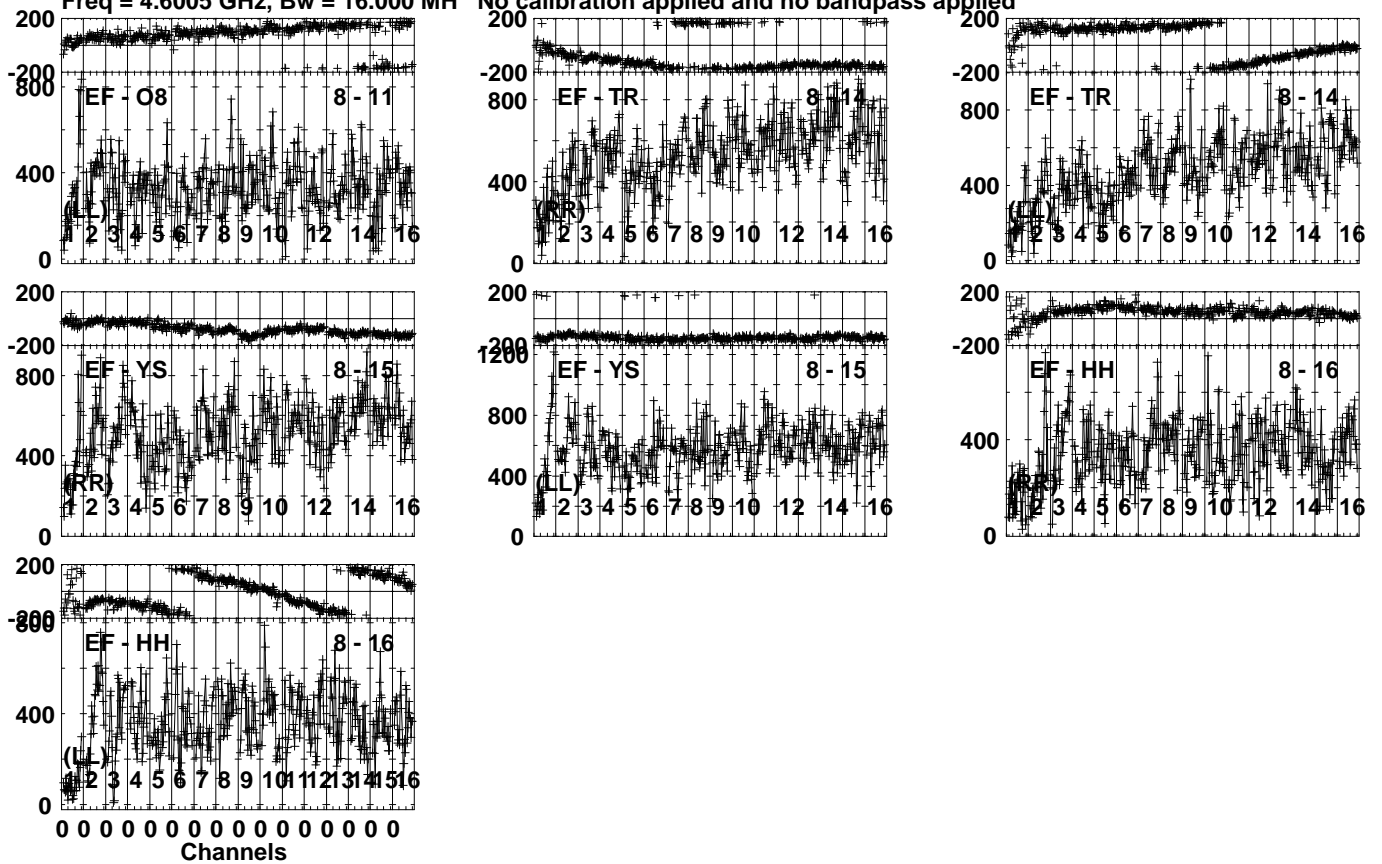 Freq = 4.6005 GHz, Bw = 16.000 MH No calibration applied and no bandpass applied
200 200 200
-200 -200 -200
800 EF - O8 8 - 11 800 EF - TR 8 - 14 800 EF - TR 8 - 14
400 400 400
(LL) (RR) (LL)
1 2 3 4 5 6 7 8 9 10 12 14 16 2 3 4 5 6 7 8 9 10 12 14 16 1 2 3 4 5 6 7 8 9 10 12 14 16
0 0 0
200 200 200
-200 -200 -200
1200
800 EF - YS 8 - 15 EF - YS 8 - 15 EF - HH 8 - 16
800
400 400 400
(RR) (LL) (RR)
1 2 3 4 5 6 7 8 9 10 12 14 16 1 2 3 4 5 6 7 8 9 10 12 14 16 1 2 3 4 5 6 7 8 9 10 12 14 16
0 0 0
200
-200
800
EF - HH 8 - 16
400
(LL)
1 2 3 4 5 6 7 8 9 10 11 12 13 14 15 16
0
0 0 0 0 0 0 0 0 0 0 0 0 0 0 0 0
Channels